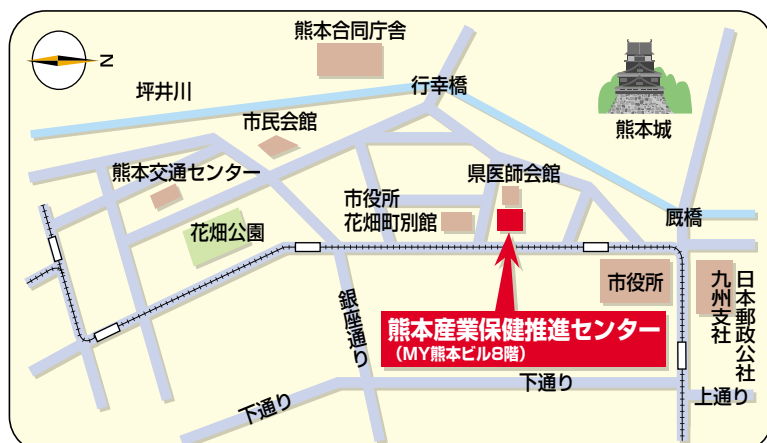 熊本合同庁舎
N
坪井川
行幸橋
市民会館
熊本城
熊本交通センター
県医師会館
市役所
花畑町別館
厩橋
花畑公園
市役所
日本郵政公社
九州支社
銀座通り
熊本産業保健推進センター
（MY熊本ビル8階）
下通り
下通り
上通り